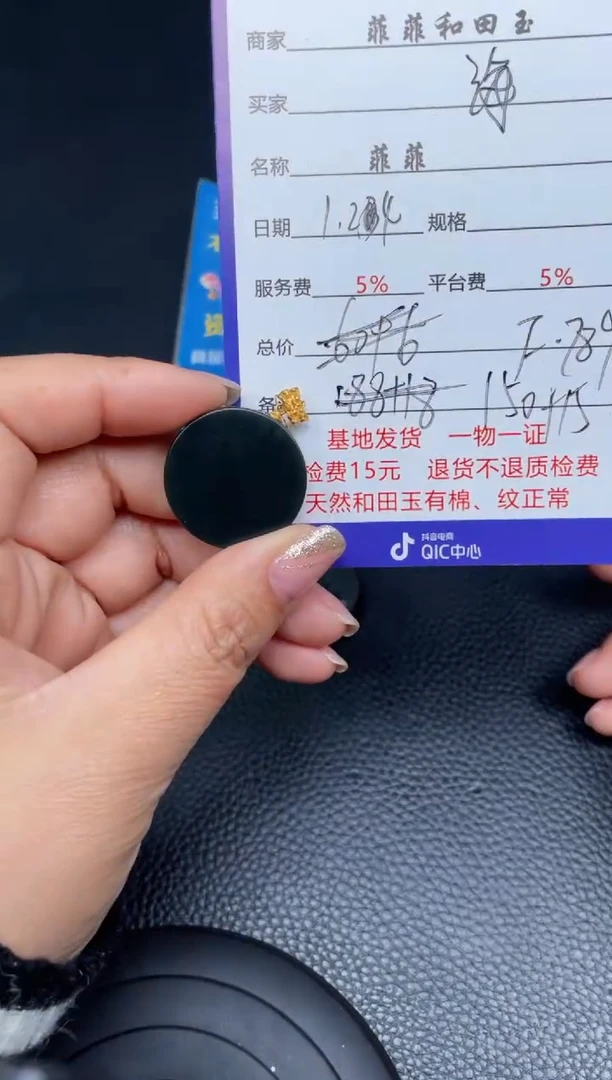 商家 菲菲和田玉
买家 海
名称 菲菲
日期 规格
服务费 5% 平台费 5%
总价
150+15
基地发货 一物一证
检费15元 退货不退质检费
天然和田玉有棉、纹正常
抖音电商
QIC中心